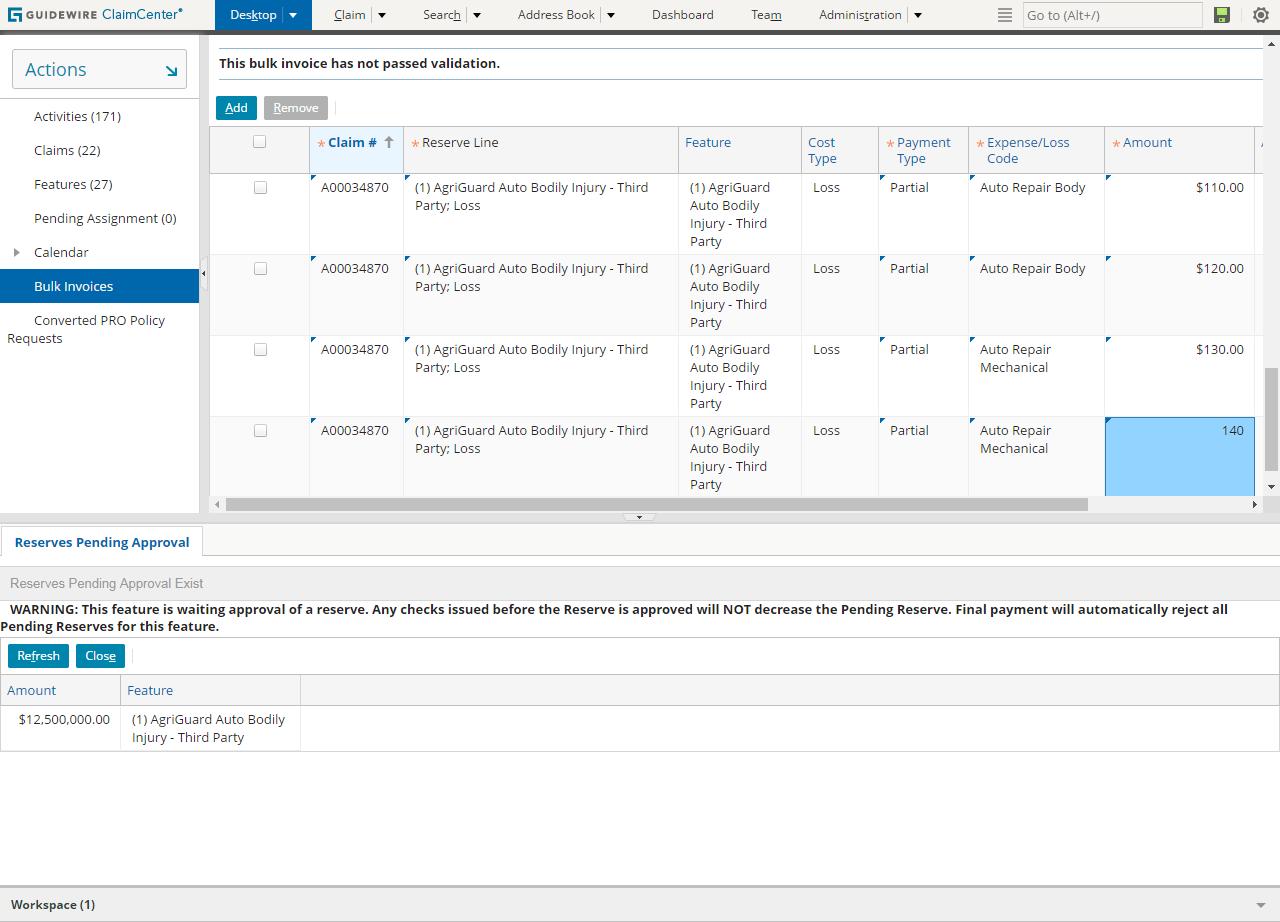 GUIDEWIRE ClaimCenter® Desktop Claim Search Address Book Dashboard Team Administration Go to (Alt+/)
Actions
Activities (171)
Claims (22)
Features (27)
Pending Assignment (0)
Calendar
Bulk Invoices
Converted PRO Policy
Requests
This bulk invoice has not passed validation.
Add Remove
* Claim # * Reserve Line Feature Cost * Payment * Expense/Loss * Amount
Type Type Code
A00034870 (1) AgriGuard Auto Bodily Injury - Third (1) AgriGuard Loss Partial Auto Repair Body $110.00
Party; Loss Auto Bodily
Injury - Third
Party
A00034870 (1) AgriGuard Auto Bodily Injury - Third (1) AgriGuard Loss Partial Auto Repair Body $120.00
Party; Loss Auto Bodily
Injury - Third
Party
A00034870 (1) AgriGuard Auto Bodily Injury - Third (1) AgriGuard Loss Partial Auto Repair $130.00
Party; Loss Auto Bodily Mechanical
Injury - Third
Party
A00034870 (1) AgriGuard Auto Bodily Injury - Third (1) AgriGuard Loss Partial Auto Repair 140
Party; Loss Auto Bodily Mechanical
Injury - Third
Party
Reserves Pending Approval
Reserves Pending Approval Exist
WARNING: This feature is waiting approval of a reserve. Any checks issued before the Reserve is approved will NOT decrease the Pending Reserve. Final payment will automatically reject all
Pending Reserves for this feature.
Refresh Close
Amount Feature
$12,500,000.00 (1) AgriGuard Auto Bodily
Injury - Third Party
Workspace (1)